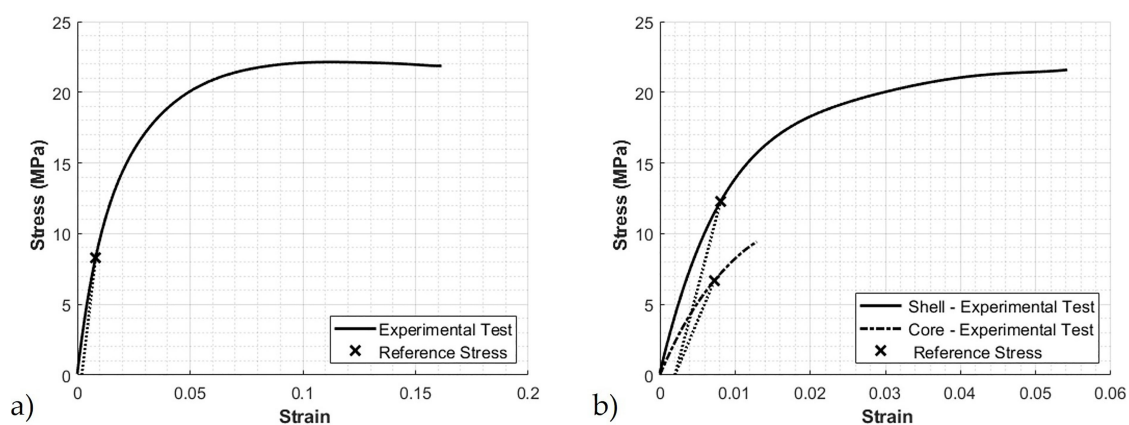 25
20
15
10
5
0
0
0.05
0.1
0.15
0.2
Stress (MPa)
Strain
Experimental Test
Reference Stress
a)
25
20
15
10
5
0
0
0.01
0.02
0.03
0.04
0.05
0.06
Stress (MPa)
Strain
Shell - Experimental Test
Core - Experimental Test
Reference Stress
b)